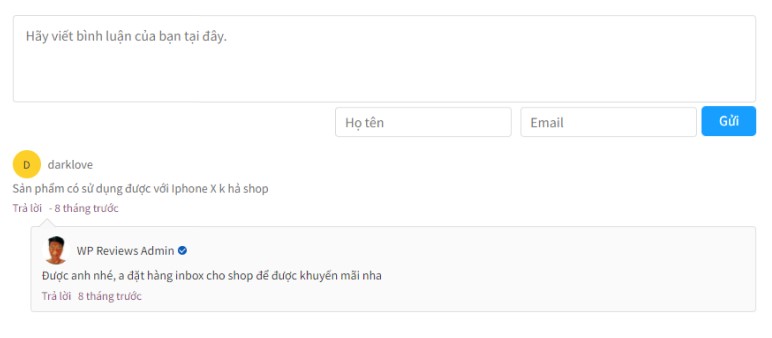 Hãy viết bình luận của bạn tại đây.
Họ tên Email Gửi
D darklove
Sản phẩm có sử dụng được với Iphone X k hả shop
Trả lời - 8 tháng trước
WP Reviews Admin
Được anh nhé, a đặt hàng inbox cho shop để được khuyến mãi nha
Trả lời 8 tháng trước